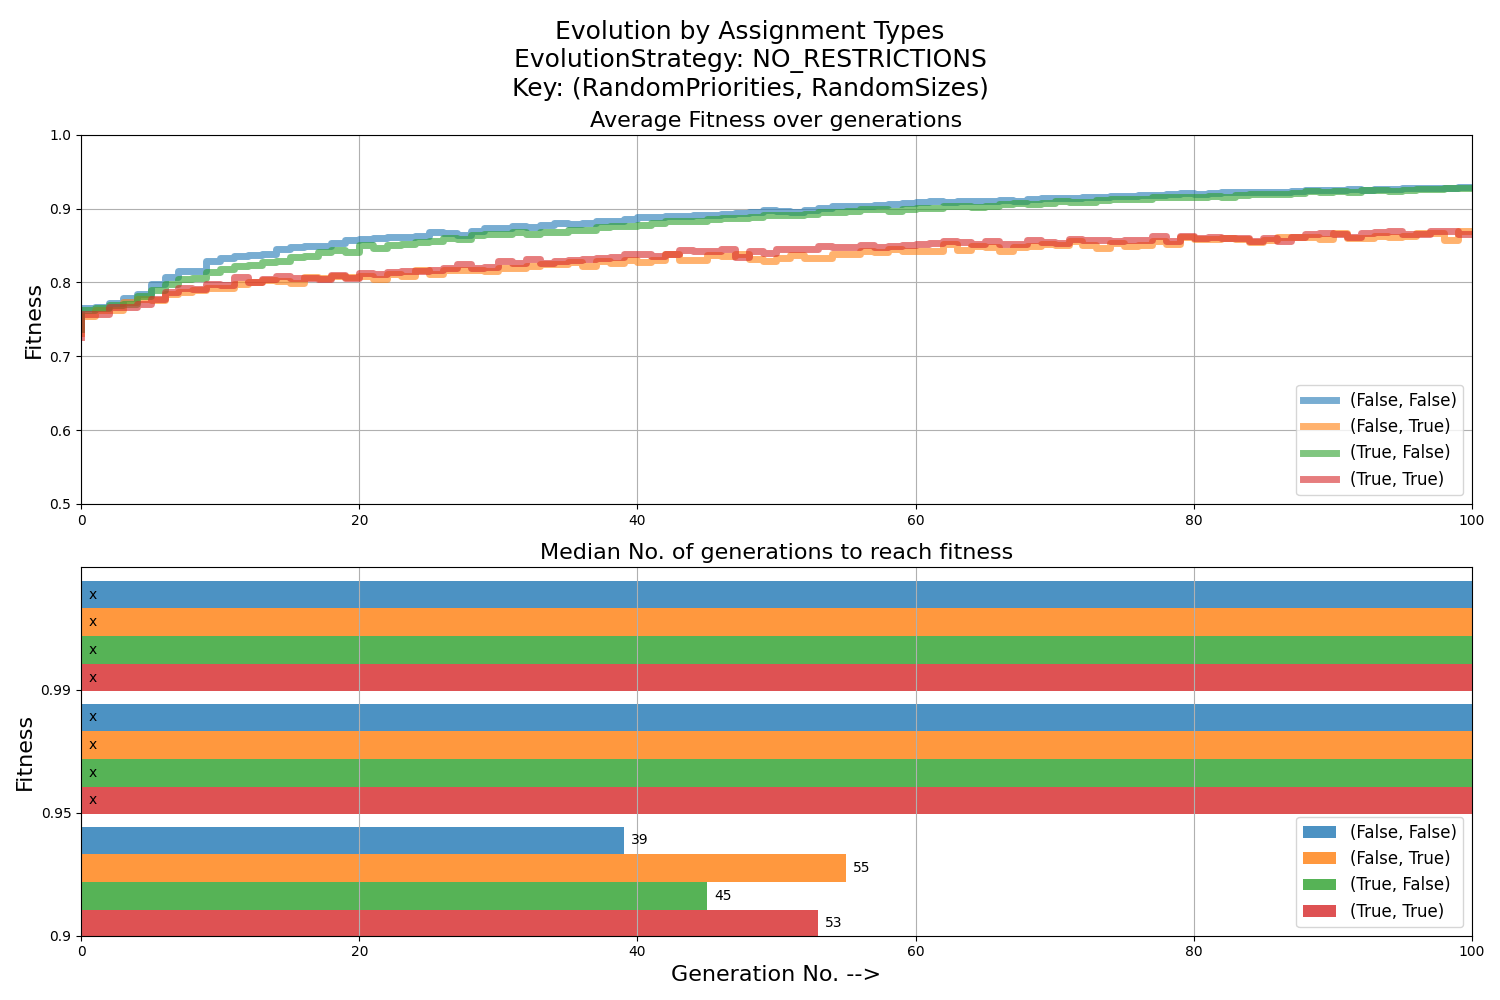 Evolution by Assignment Types
EvolutionStrategy: NO_RESTRICTIONS
Key: (RandomPriorities, RandomSizes)
Average Fitness over generations
Fitness
1.0
0.9
0.8
0.7
0.6
0.5
0 20 40 60 80 100
(False, False)
(False, True)
(True, False)
(True, True)
Median No. of generations to reach fitness
Fitness
x
x
x
x
0.99
x
x
x
x
0.95
39
55
45
53
0.9
(False, False)
(False, True)
(True, False)
(True, True)
0 20 40 60 80 100
Generation No. -->